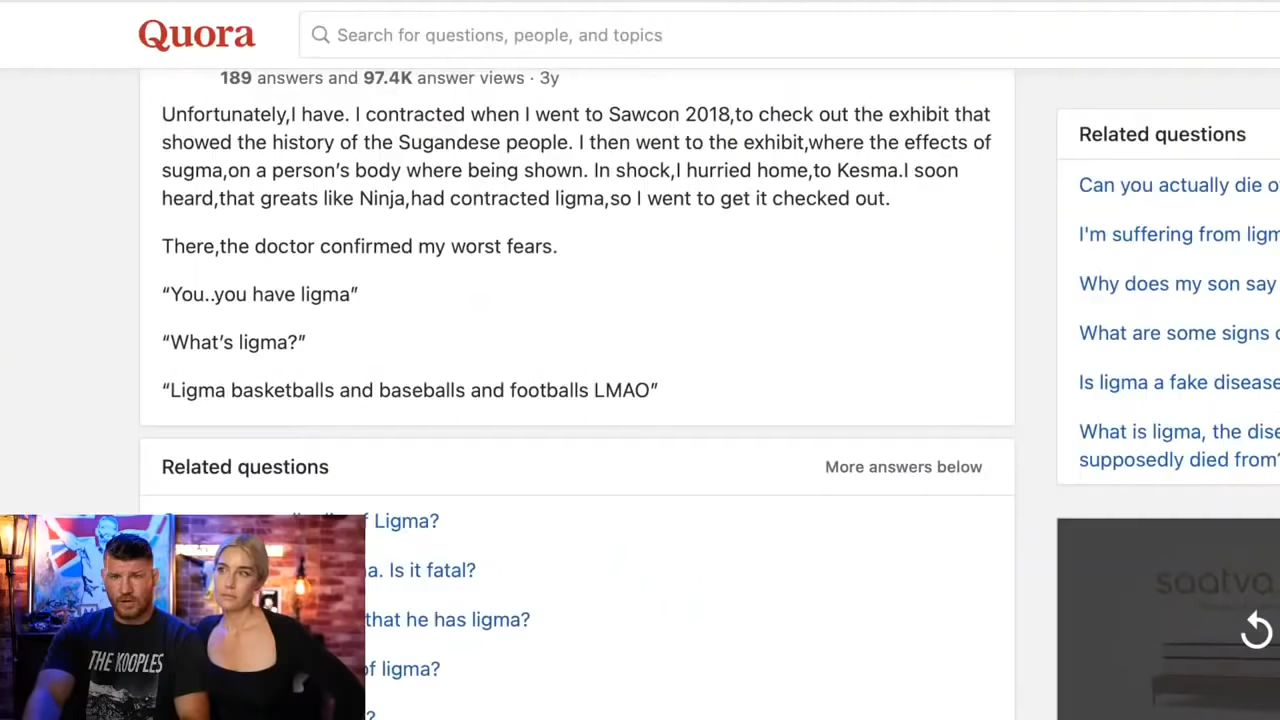 Quora
Search for questions, people, and topics
189 answers and 97.4K answer views · 3y
Unfortunately,I have. I contracted when I went to Sawcon 2018,to check out the exhibit that
showed the history of the Sugandese people. I then went to the exhibit,where the effects of
sugma,on a person’s body where being shown. In shock,I hurried home,to Kesma.I soon
heard,that greats like Ninja,had contracted ligma,so I went to get it checked out.
There,the doctor confirmed my worst fears.
“You..you have ligma”
“What’s ligma?”
“Ligma basketballs and baseballs and footballs LMAO”
Related questions
More answers below
Ligma?
Is it fatal?
that he has ligma?
of ligma?
?
Related questions
Can you actually die
I'm suffering from
Why does my son say
What are some signs
Is ligma a fake disease
What is ligma, the
supposedly died from?
saatva
THE KOOPLES